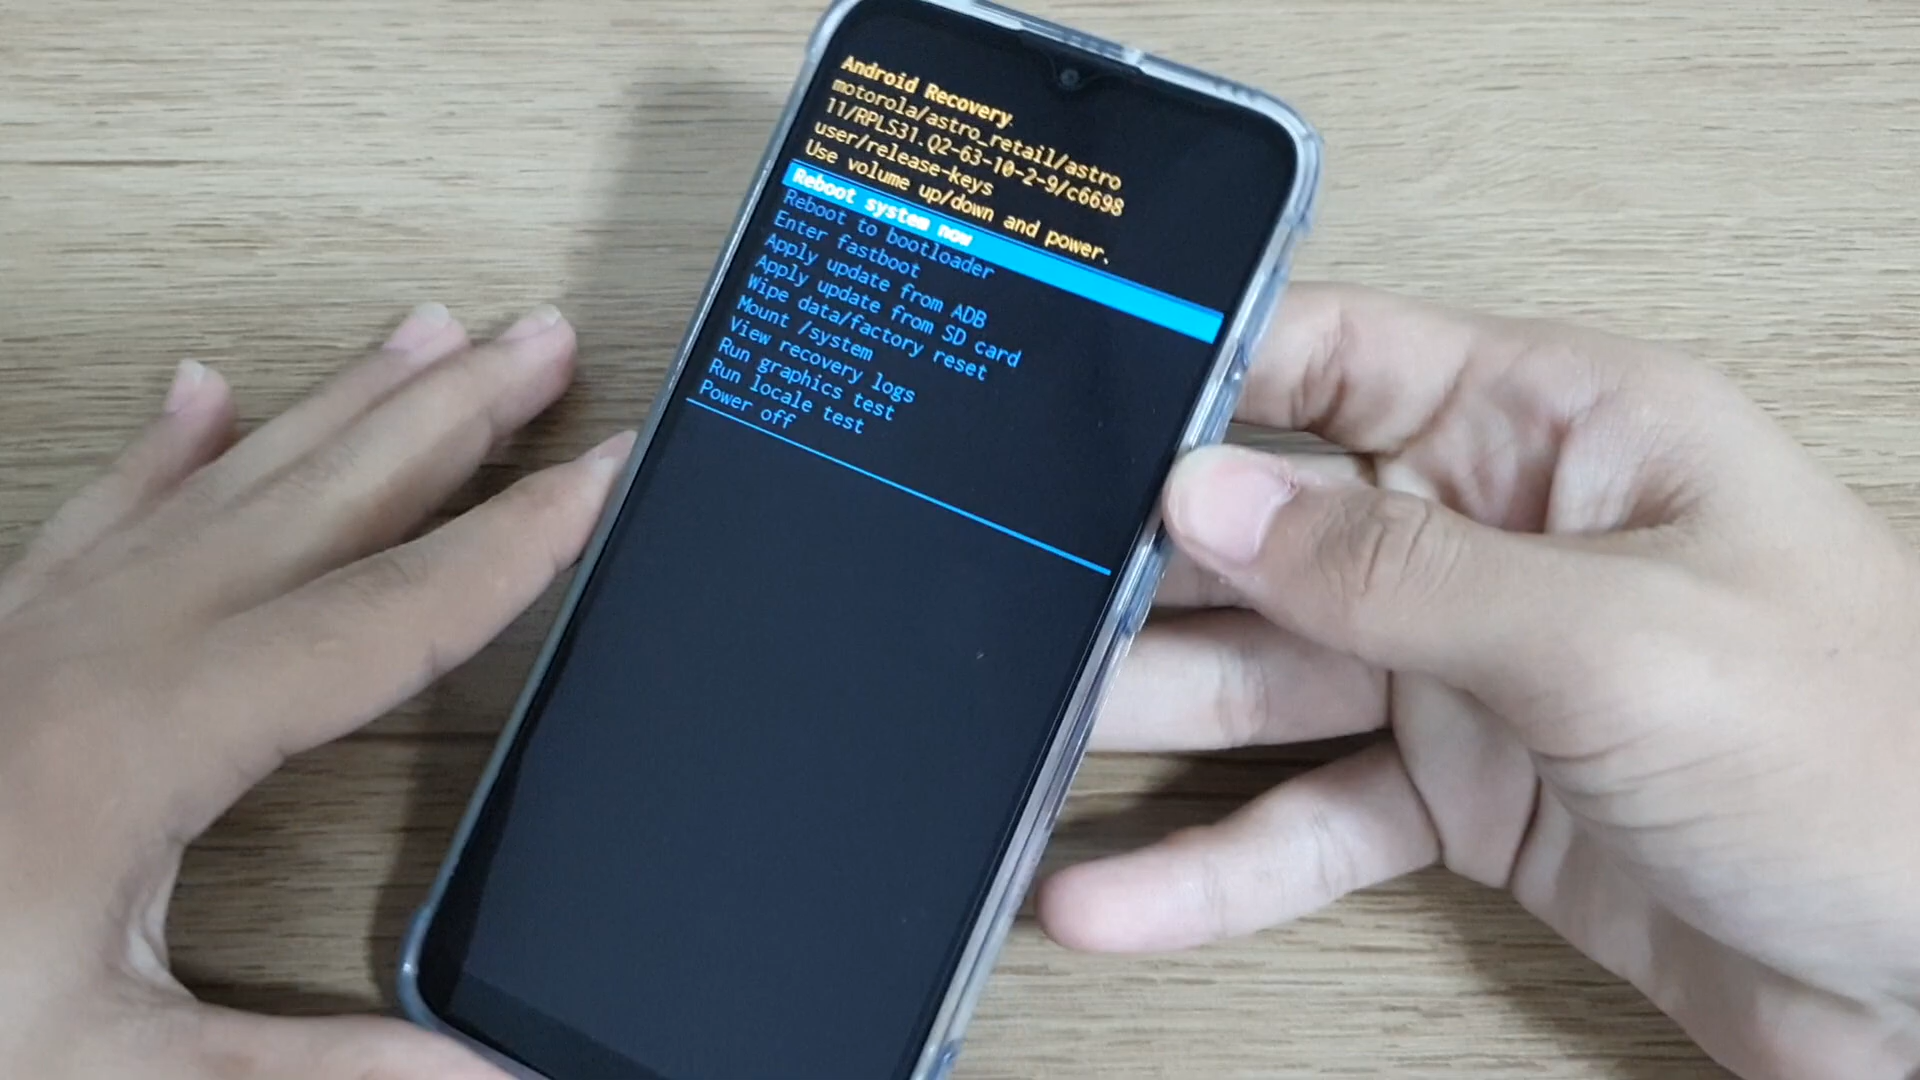 Android Recovery
motorola/astro_retail/astro
11/RPLS31.Q2-63-10-2-9/c6698
user/release-keys
Use volume up/down and power.
Reboot system now
Reboot to bootloader
Enter fastboot
Apply update from ADB
Apply update from SD card
Wipe data/factory reset
Mount /system
View recovery logs
Run graphics test
Run locale test
Power off